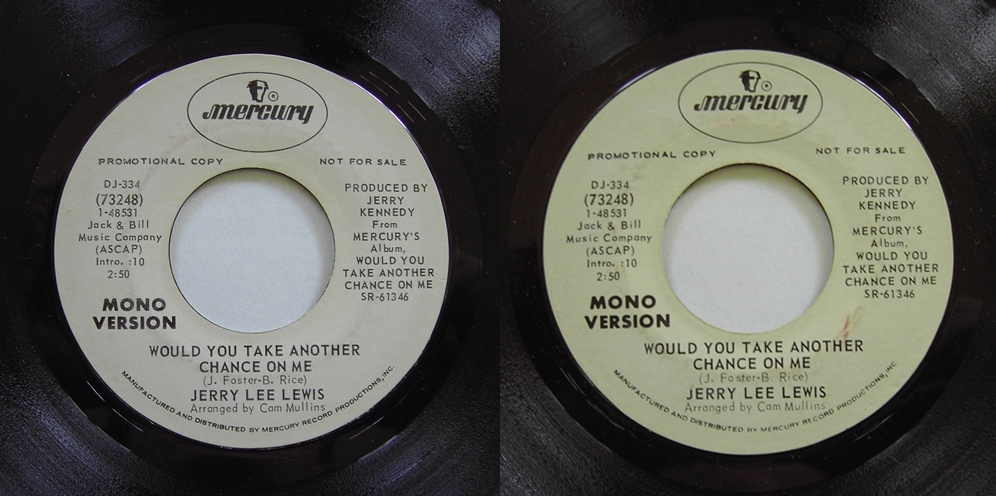 mercury
PROMOTIONAL COPY NOT FOR SALE
DJ-334
(73248)
1-48531
Jack & Bill
Music Company
(ASCAP)
Intro. :10
2:50
MONO
VERSION
PRODUCED BY
JERRY
KENNEDY
From
MERCURY'S
Album,
WOULD YOU
TAKE ANOTHER
CHANCE ON ME
SR-61346
WOULD YOU TAKE ANOTHER
CHANCE ON ME
(J. Foster-B. Rice)
JERRY LEE LEWIS
Arranged by Cam Mullins
MANUFACTURED AND DISTRIBUTED BY MERCURY RECORD PRODUCTIONS, INC.
mercury
PROMOTIONAL COPY NOT FOR SALE
DJ-334
(73248)
1-48531
Jack & Bill
Music Company
(ASCAP)
Intro. :10
2:50
MONO
VERSION
PRODUCED BY
JERRY
KENNEDY
From
MERCURY'S
Album,
WOULD YOU
TAKE ANOTHER
CHANCE ON ME
SR-61346
WOULD YOU TAKE ANOTHER
CHANCE ON ME
(J. Foster-B. Rice)
JERRY LEE LEWIS
Arranged by Cam Mullins
MANUFACTURED AND DISTRIBUTED BY MERCURY RECORD PRODUCTIONS, INC.